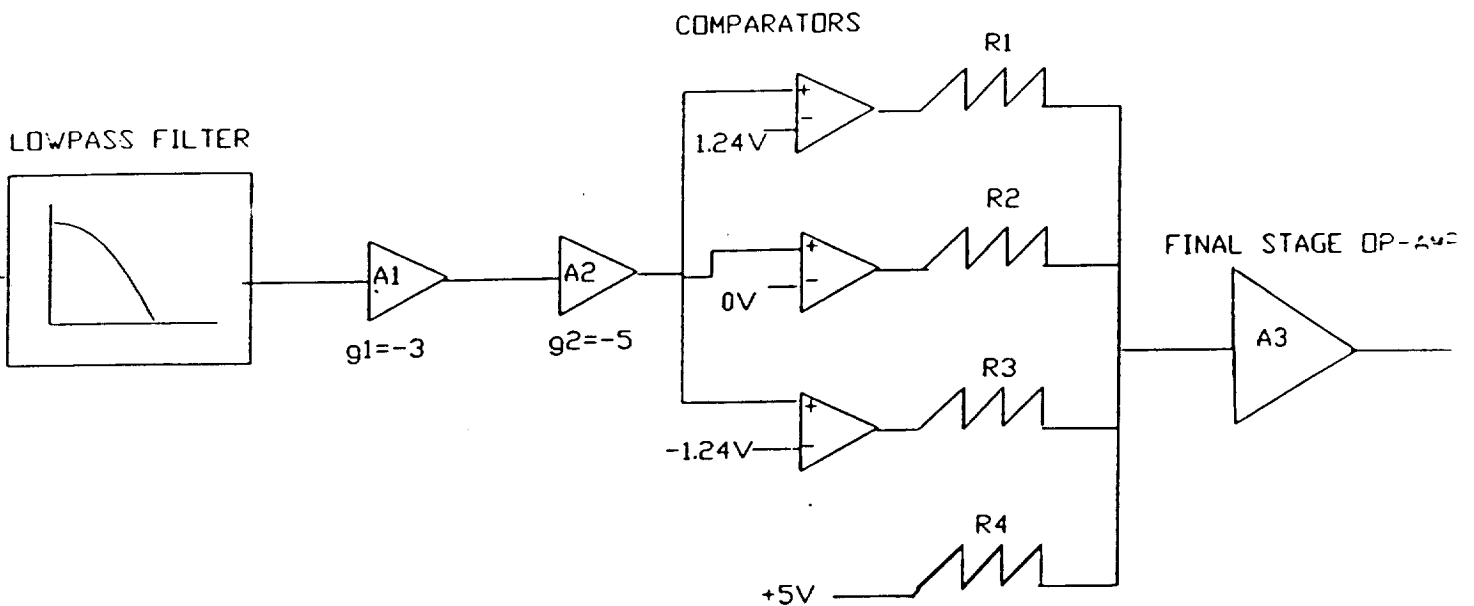 COMPARATORS
R1
+
-
1.24V
LOWPASS FILTER
R2
+
-
0V
A1
A2
g1=-3
g2=-5
FINAL STAGE
A3
R3
+
-
-1.24V
R4
+5V